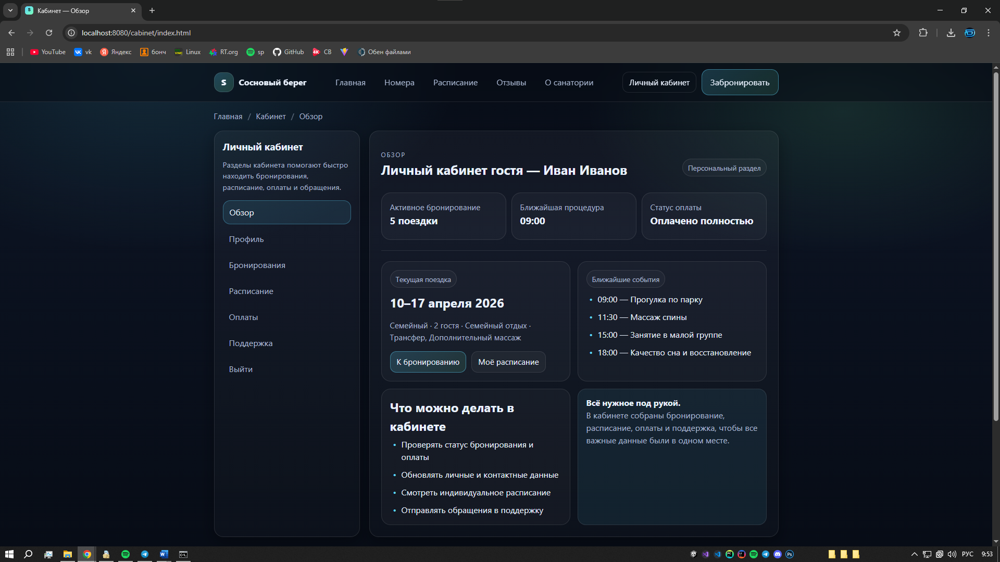 Кабинет — Обзор
localhost:8080/cabinet/index.html
YouTube
vk
Яндекс
бонч
Linux
RT.org
sp
GitHub
СВ
Обен файлами
S
Сосновый берег
Главная
Номера
Расписание
Отзывы
О санатории
Личный кабинет
Забронировать
Главная / Кабинет / Обзор
Личный кабинет
Разделы кабинета помогают быстро
находить бронирования,
расписание, оплаты и обращения.
Обзор
Профиль
Бронирования
Расписание
Оплаты
Поддержка
Выйти
ОБЗОР
Личный кабинет гостя — Иван Иванов
Персональный раздел
Активное бронирование
5 поездки
Ближайшая процедура
09:00
Статус оплаты
Оплачено полностью
Текущая поездка
10–17 апреля 2026
Семейный · 2 гостя · Семейный отдых ·
Трансфер, Дополнительный массаж
К бронированию
Моё расписание
Ближайшие события
• 09:00 — Прогулка по парку
• 11:30 — Массаж спины
• 15:00 — Занятие в малой группе
• 18:00 — Качество сна и восстановление
Что можно делать в
кабинете
• Проверять статус бронирования и
оплаты
• Обновлять личные и контактные данные
• Смотреть индивидуальное расписание
• Отправлять обращения в поддержку
Всё нужное под рукой.
В кабинете собраны бронирование,
расписание, оплаты и поддержка, чтобы все
важные данные были в одном месте.
РУС
9:53